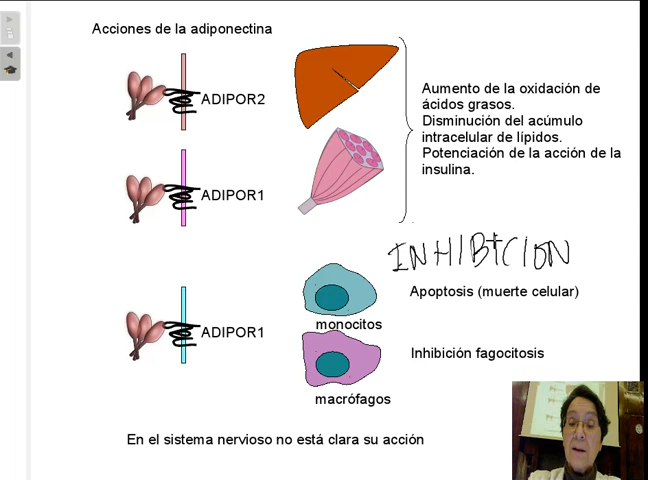 Acciones de la adiponectina
ADIPOR2
Aumento de la oxidación de
ácidos grasos.
Disminución del acúmulo
intracelular de lípidos.
Potenciación de la acción de la
insulina.
ADIPOR1
INHIBICION
Apoptosis (muerte celular)
monocitos
ADIPOR1
Inhibición fagocitosis
macrófagos
En el sistema nervioso no está clara su acción